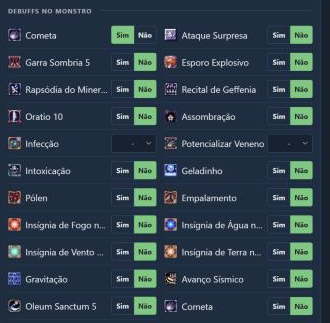 DEBUFFS NO MONSTRO
Cometa Sim Não Ataque Surpresa Sim Não
Garra Sombria 5 Sim Não Esporo Explosivo Sim Não
Rapsódia do Miner... Sim Não Recital de Geffenia Sim Não
Oratio 10 Sim Não Assombração Sim Não
Infecção - Potencializar Veneno -
Intoxicação Sim Não Geladinho Sim Não
Pólen Sim Não Empalamento Sim Não
Insígnia de Fogo n... Sim Não Insígnia de Água n... Sim Não
Insígnia de Vento ... Sim Não Insígnia de Terra n... Sim Não
Gravitação Sim Não Avanço Sísmico Sim Não
Oleum Sanctum 5 Sim Não Cometa Sim Não